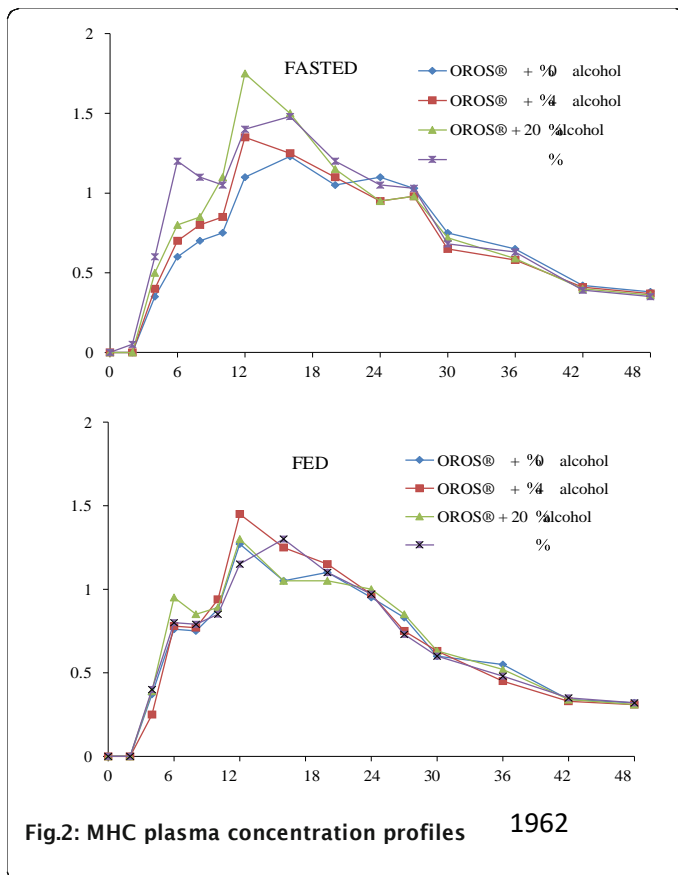 2
FASTED
OROS® + %0 alcohol
1.5
OROS® + %4 alcohol
OROS® + 20 % alcohol
%
1
0.5
0
0 6 12 18 24 30 36 42 48
2
FED
OROS® + %0 alcohol
1.5
OROS® + %4 alcohol
OROS® + 20 % alcohol
%
1
0.5
0
0 6 12 18 24 30 36 42 48
Fig.2: MHC plasma concentration profiles 1962